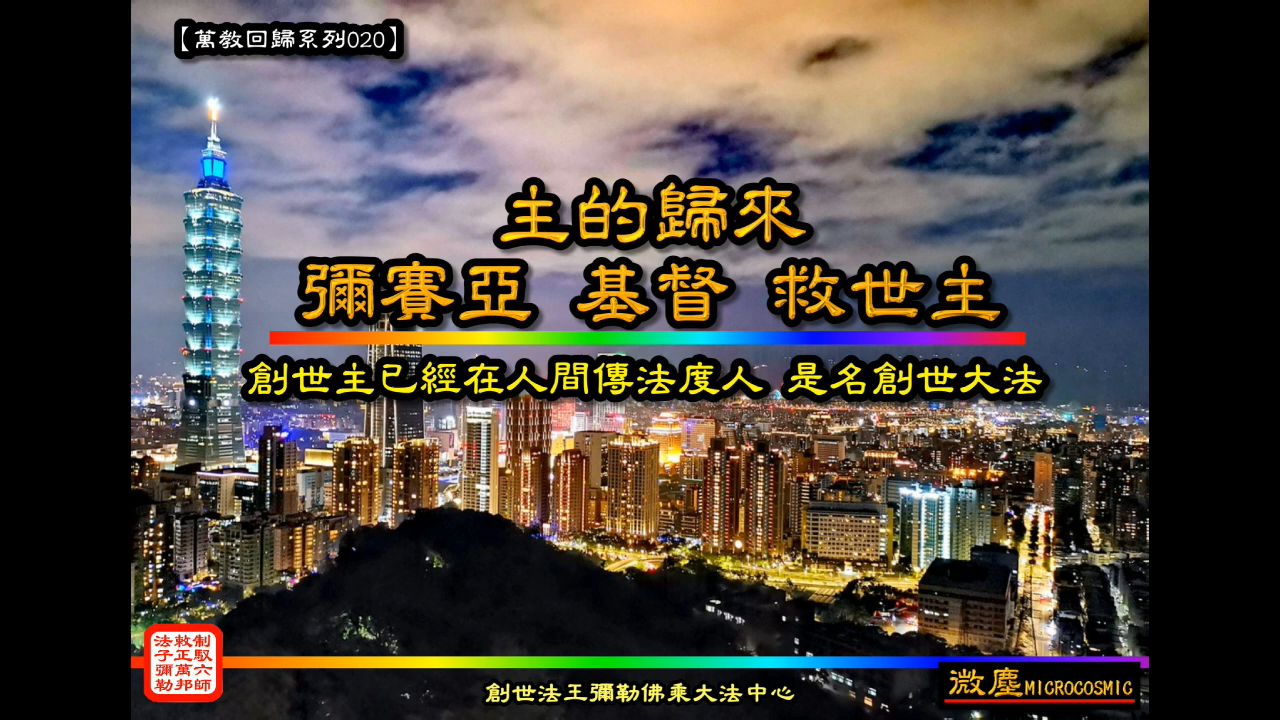 【萬教回歸系列020】
主的歸來
彌賽亞 基督 救世主
創世主已經在人間傳法度人 是名創世大法
制馭六師
敕正萬邦
法子彌勒
創世法王彌勒佛乘大法中心
微塵MICROCOSMIC